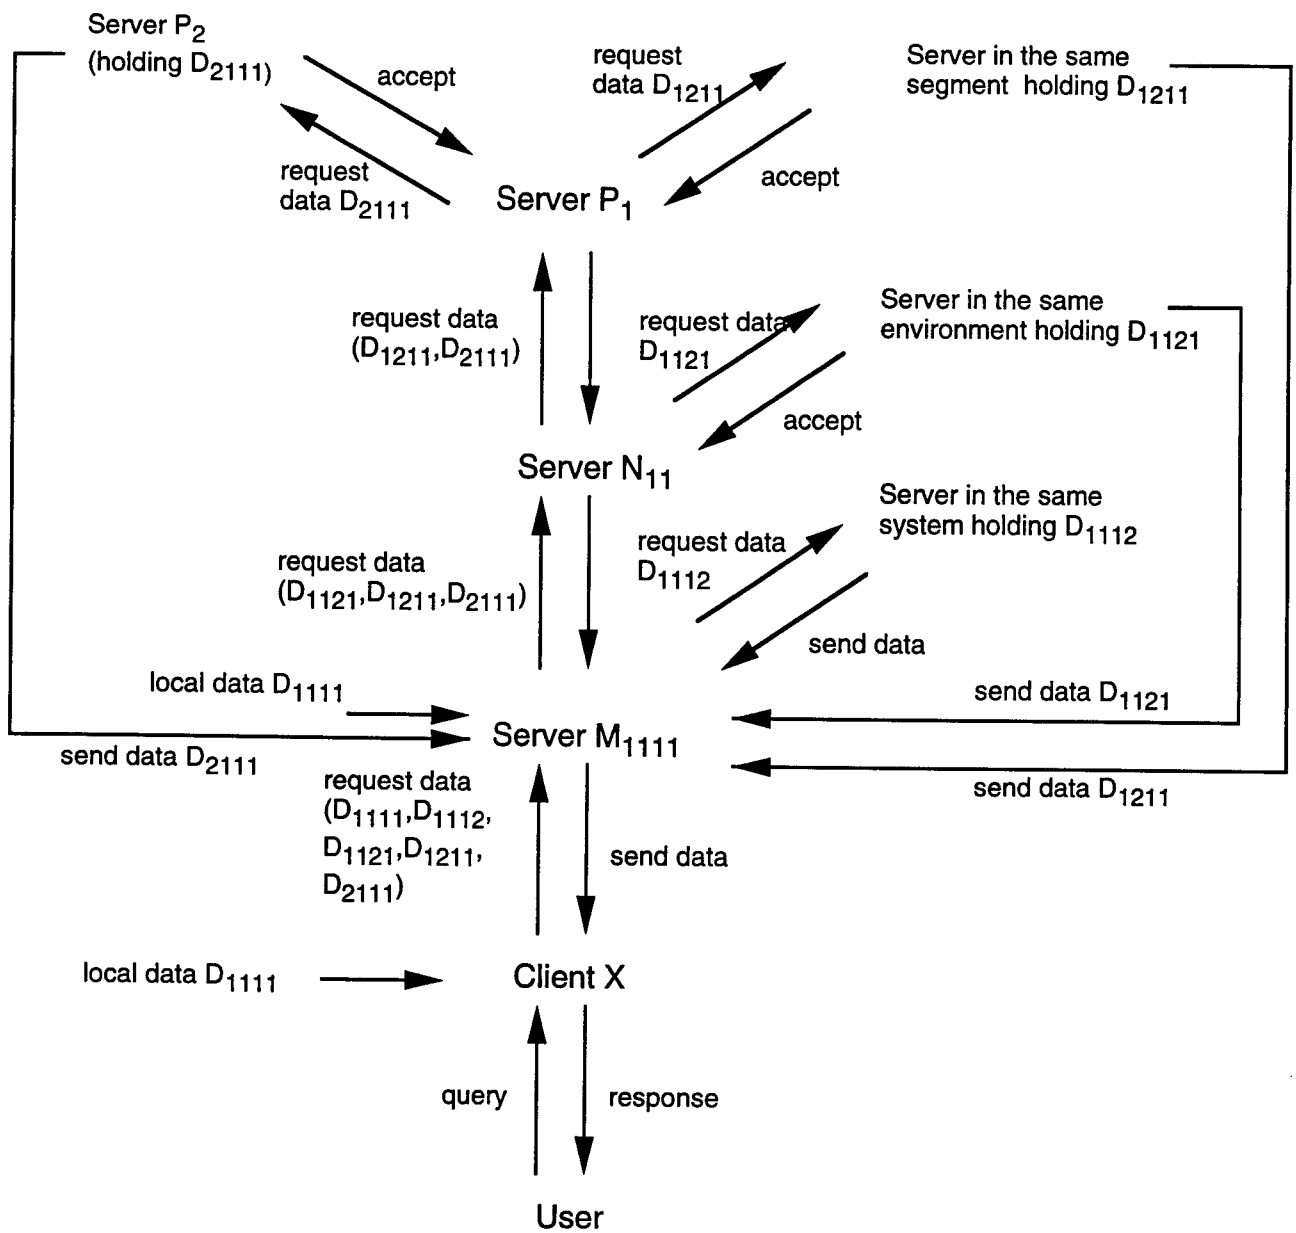 Server P2
(holding D2111)
accept
request
data D2111
request
data D1211
accept
Server in the same
segment holding D1211
Server P1
request data
(D1211,D2111)
request data
D1121
accept
Server in the same
environment holding D1121
Server N11
request data
(D1121,D1211,D2111)
request data
D1112
send data
Server in the same
system holding D1112
local data D1111
send data D2111
Server M1111
send data D1121
send data D1211
request data
(D1111,D1112,
D1121,D1211,
D2111)
send data
local data D1111
Client X
query
response
User